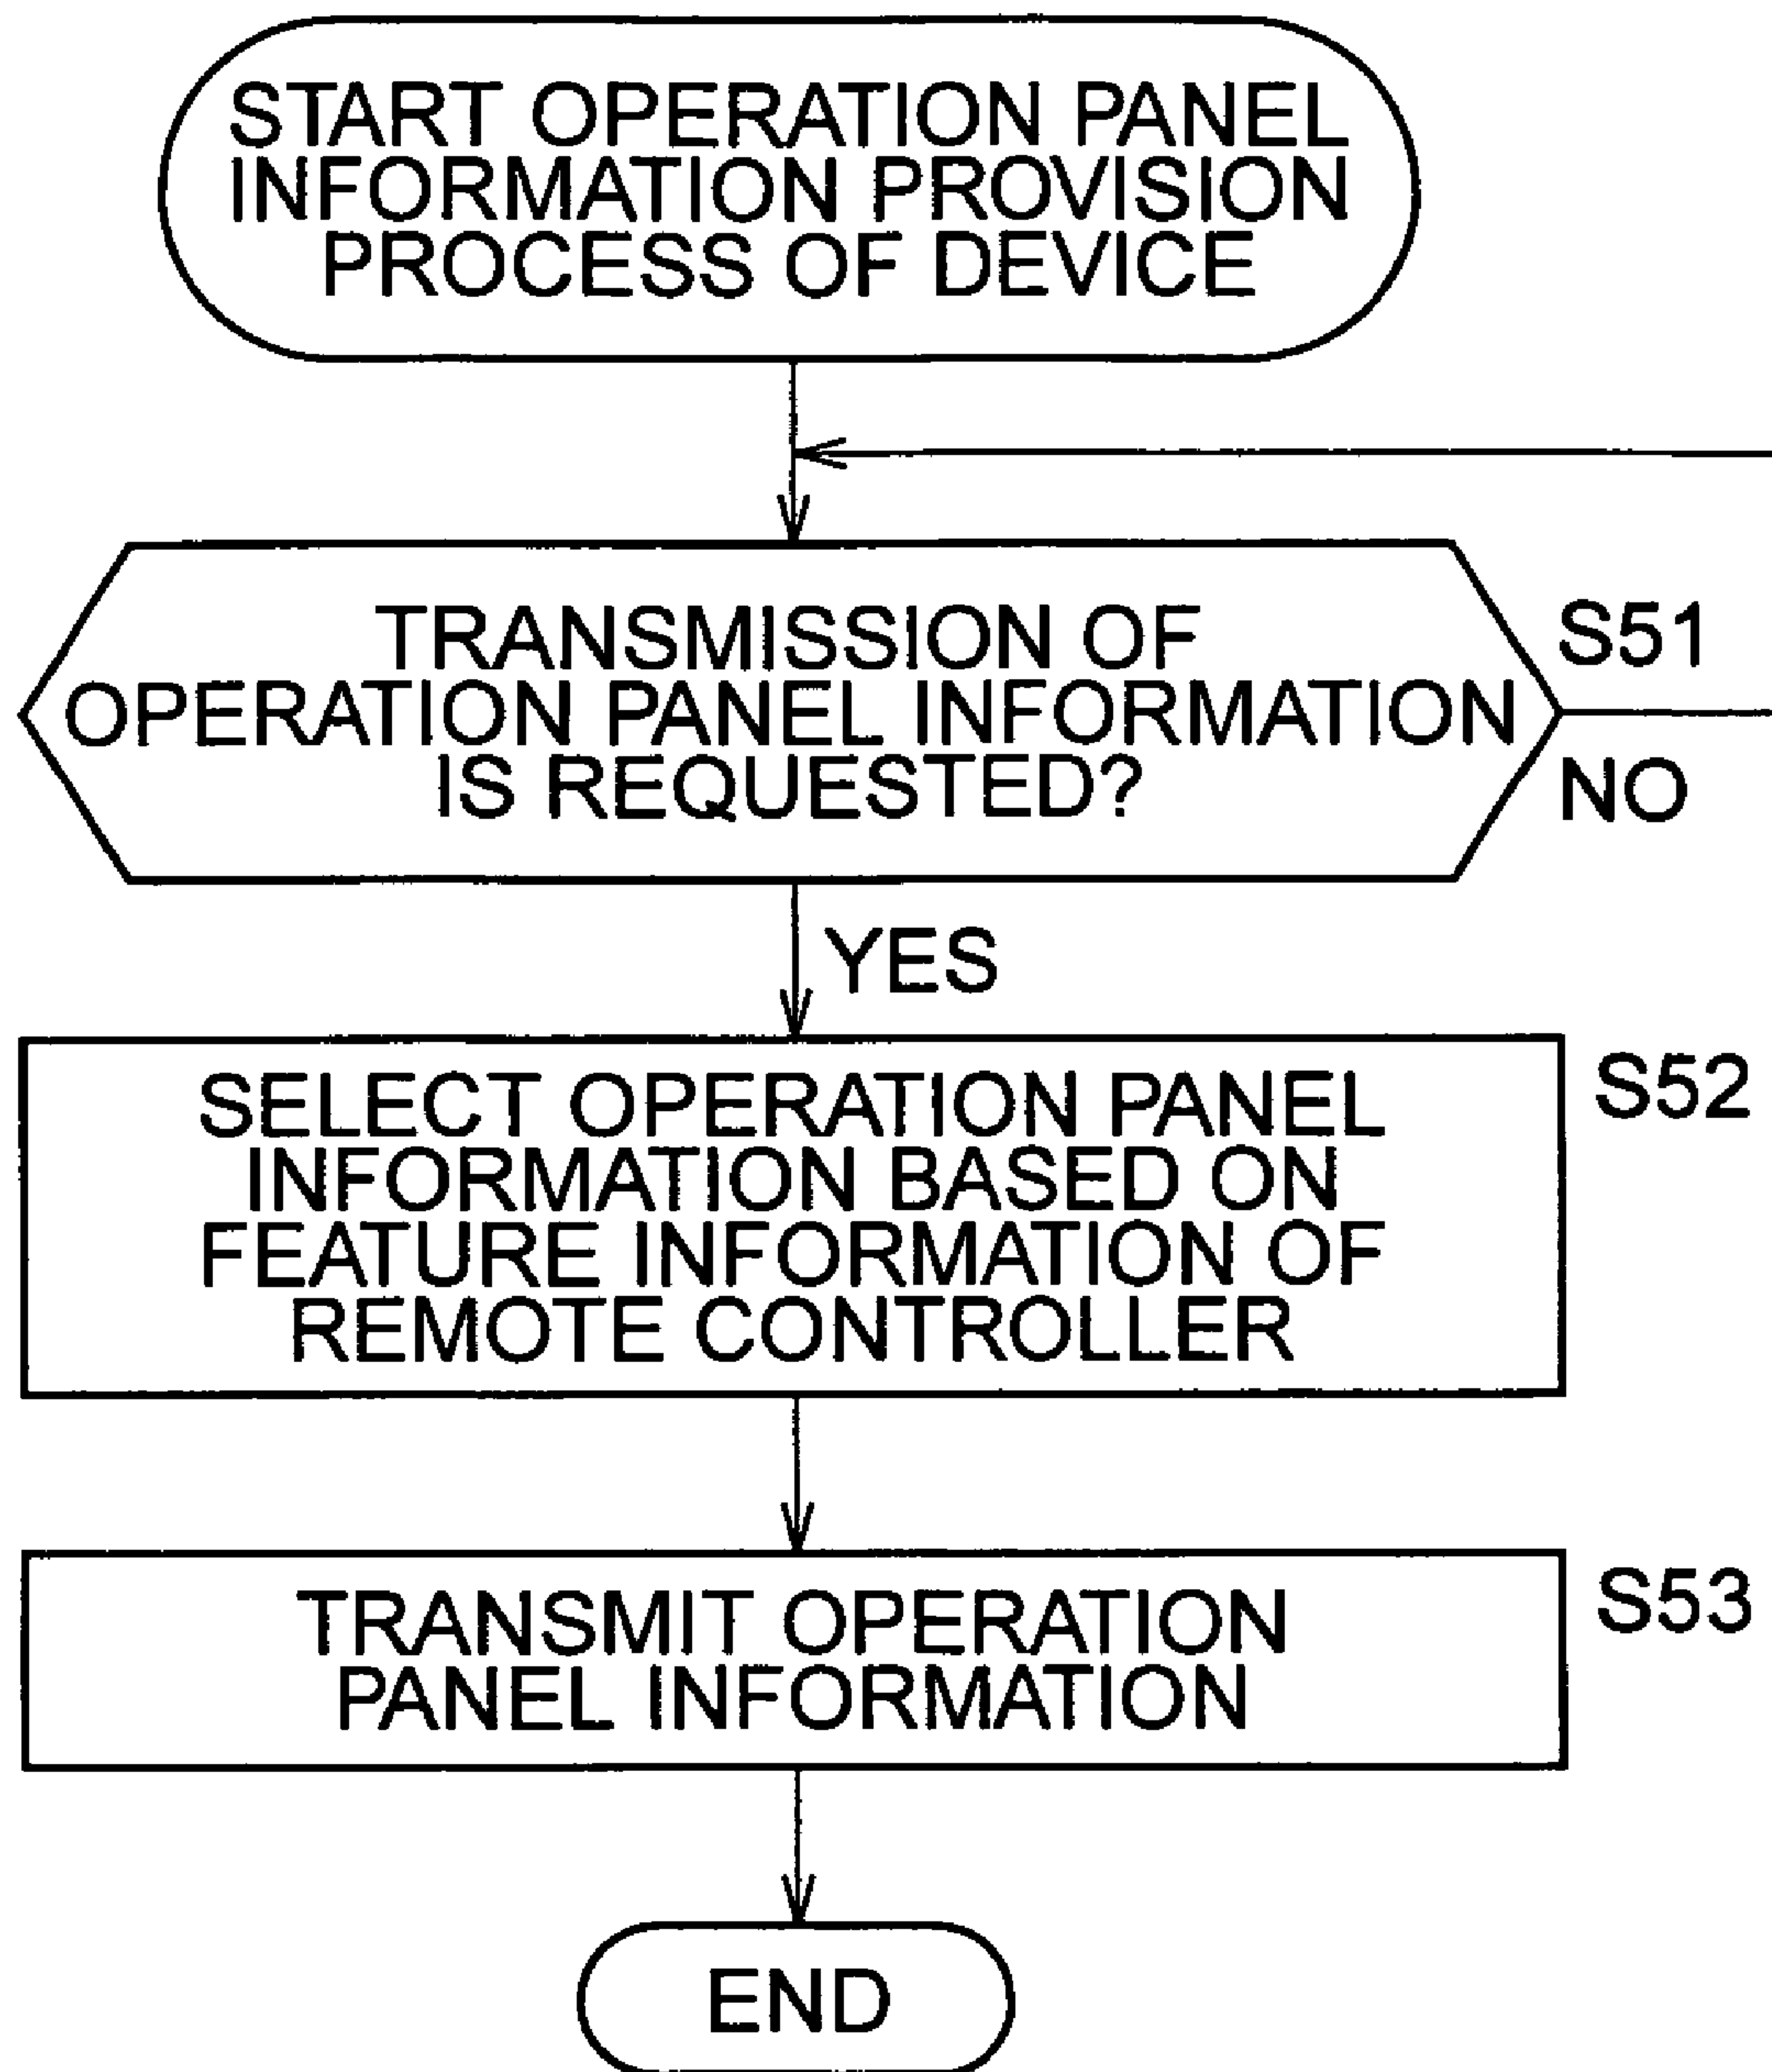 START OPERATION PANEL
INFORMATION PROVISION
PROCESS OF DEVICE
TRANSMISSION OF
OPERATION PANEL INFORMATION
IS REQUESTED?
S51
NO
YES
SELECT OPERATION PANEL
INFORMATION BASED ON
FEATURE INFORMATION OF
REMOTE CONTROLLER
S52
TRANSMIT OPERATION
PANEL INFORMATION
S53
END